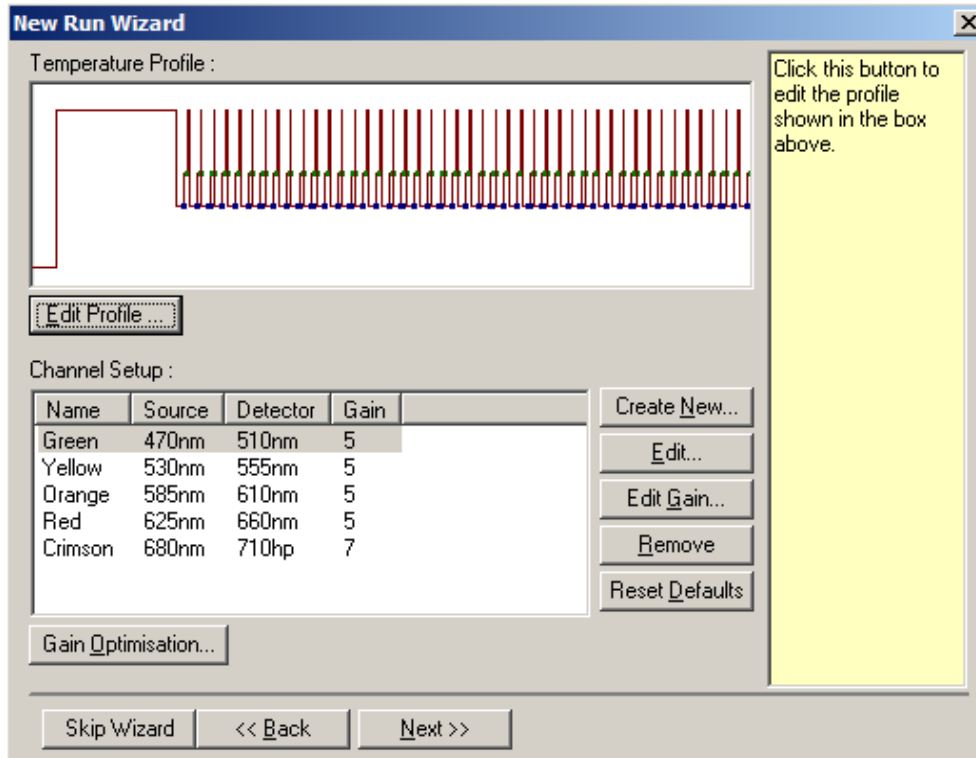 New Run Wizard
Temperature Profile :
Click this button to
edit the profile
shown in the box
above.
Edit Profile ...
Channel Setup :
Name Source Detector Gain
Green 470nm 510nm 5
Yellow 530nm 555nm 5
Orange 585nm 610nm 5
Red 625nm 660nm 5
Crimson 680nm 710hp 7
Create New...
Edit...
Edit Gain...
Remove
Reset Defaults
Gain Optimisation...
Skip Wizard << Back Next >>